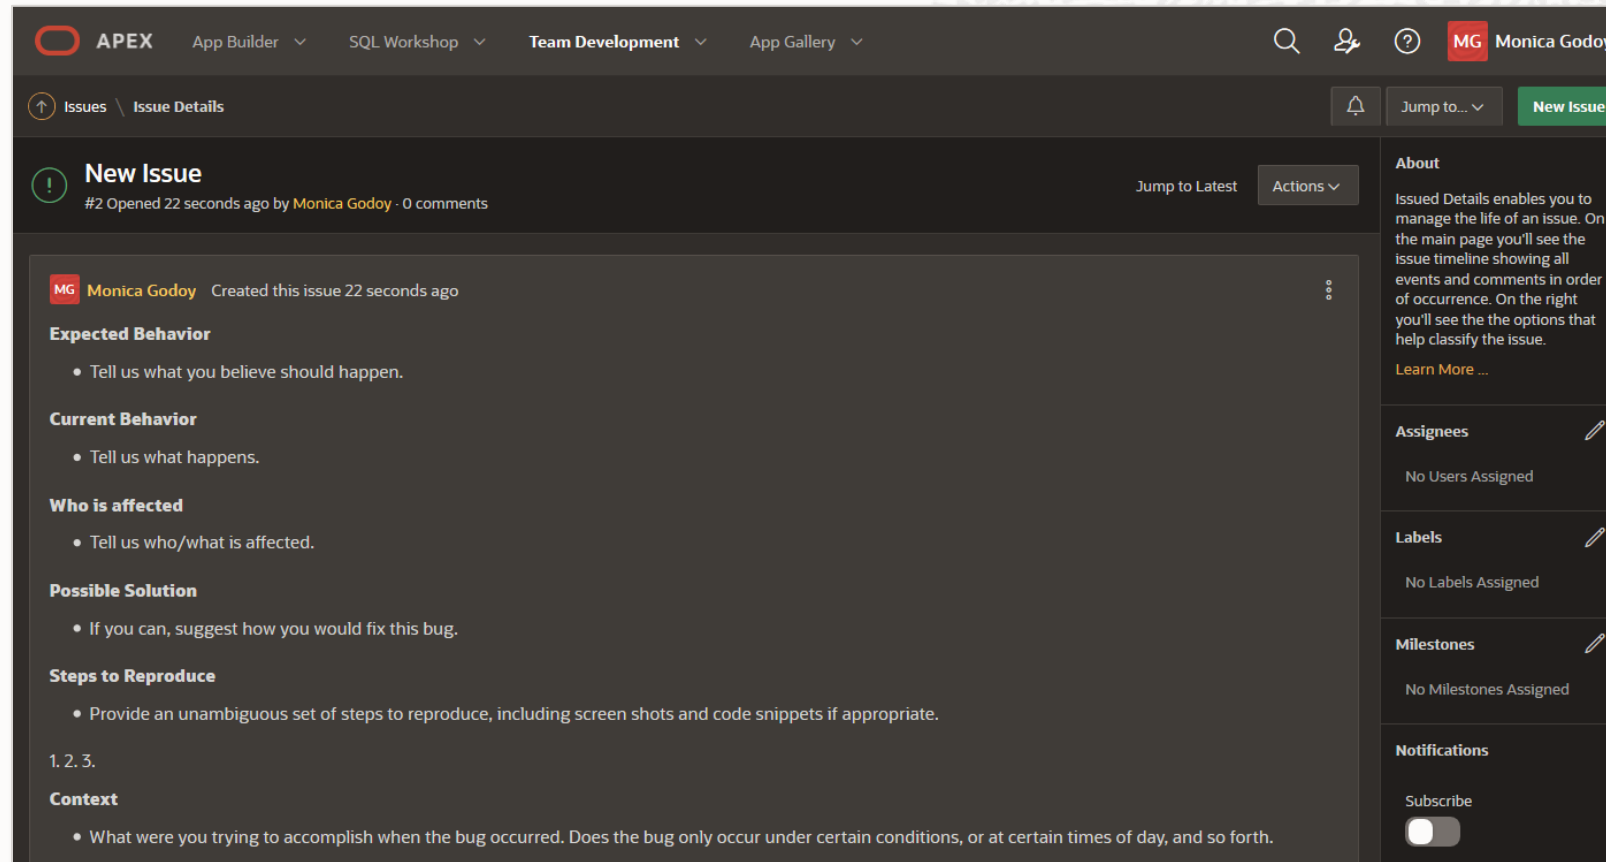 APEX App Builder SQL Workshop Team Development App Gallery MG Monica Godoy
Issues \ Issue Details Jump to... New Issue
New Issue
#2 Opened 22 seconds ago by Monica Godoy · 0 comments
Jump to Latest Actions
MG Monica Godoy Created this issue 22 seconds ago
Expected Behavior
• Tell us what you believe should happen.
Current Behavior
• Tell us what happens.
Who is affected
• Tell us who/what is affected.
Possible Solution
• If you can, suggest how you would fix this bug.
Steps to Reproduce
• Provide an unambiguous set of steps to reproduce, including screen shots and code snippets if appropriate.
1. 2. 3.
Context
• What were you trying to accomplish when the bug occurred. Does the bug only occur under certain conditions, or at certain times of day, and so forth.
About
Issued Details enables you to
manage the life of an issue. On
the main page you'll see the
issue timeline showing all
events and comments in order
of occurrence. On the right
you'll see the the options that
help classify the issue.
Learn More ...
Assignees
No Users Assigned
Labels
No Labels Assigned
Milestones
No Milestones Assigned
Notifications
Subscribe